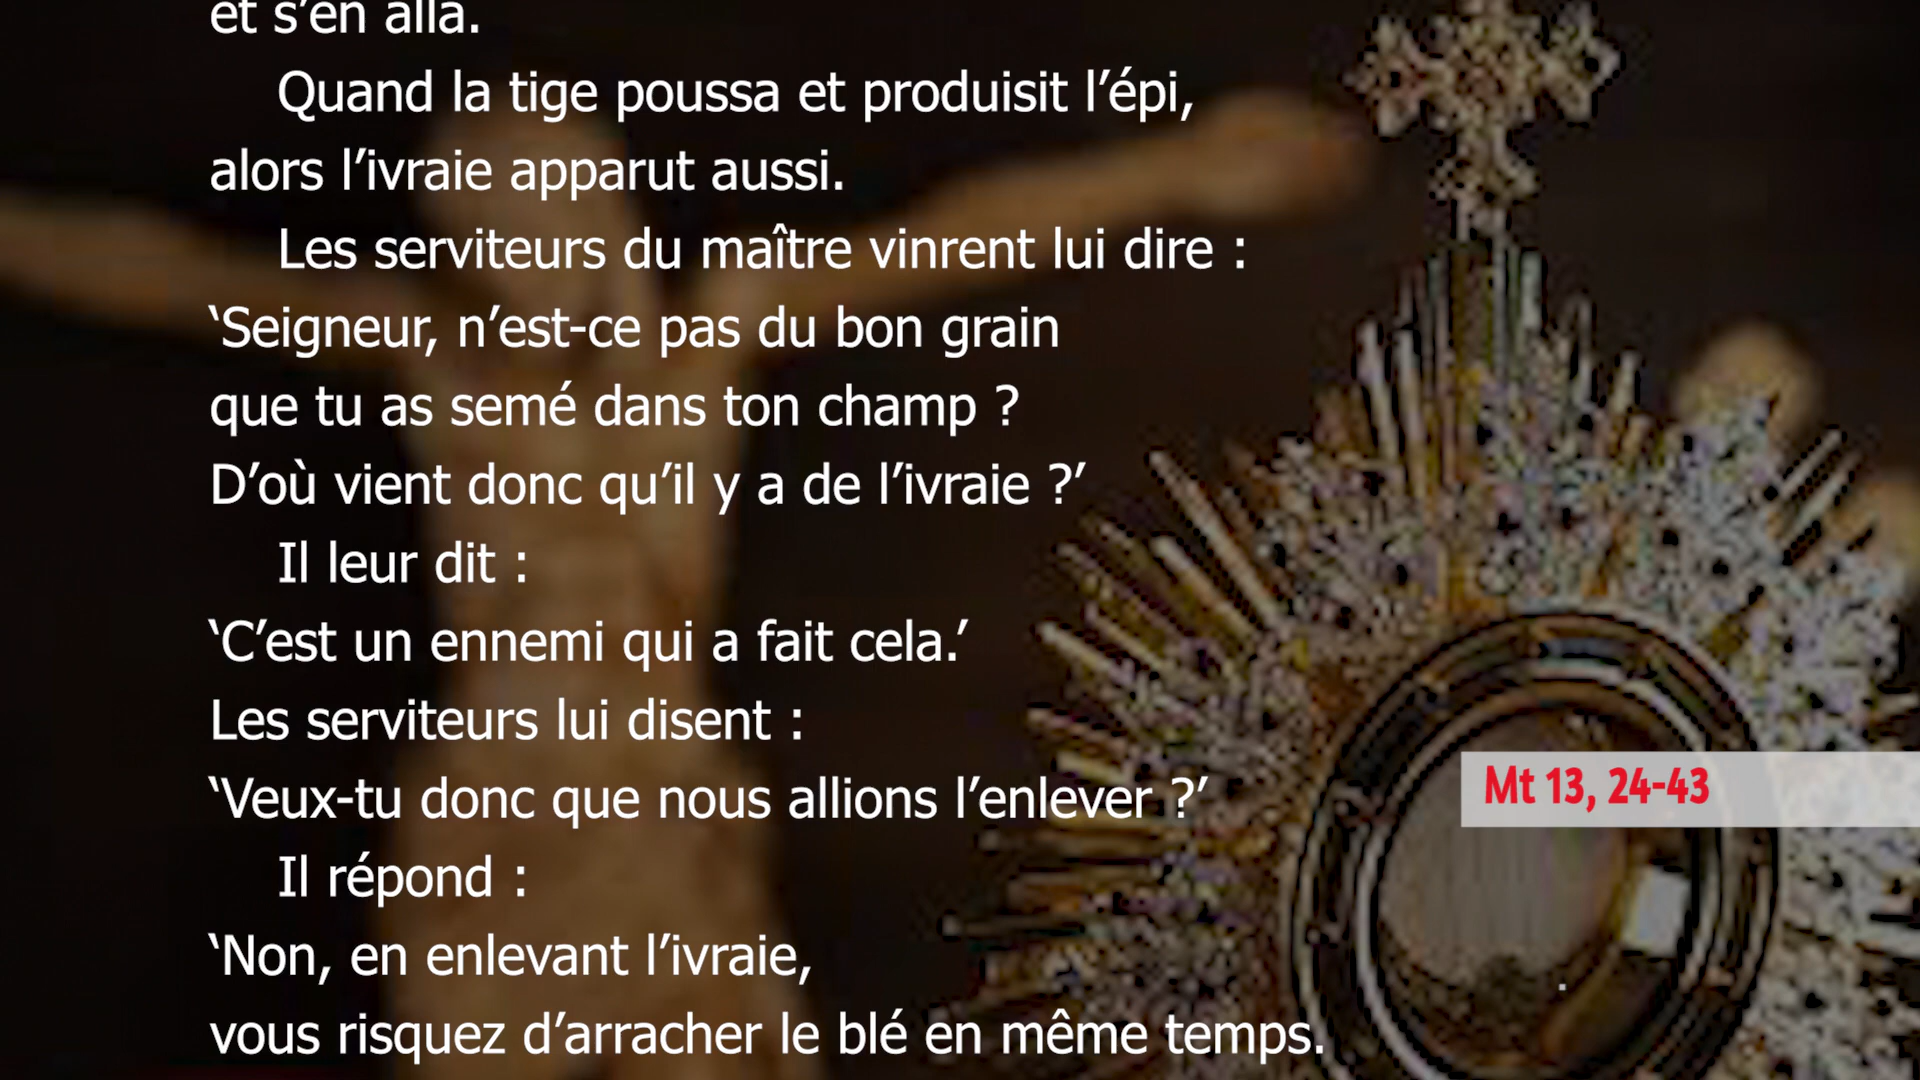 et s’en alla.
Quand la tige poussa et produisit l’épi,
alors l’ivraie apparut aussi.
Les serviteurs du maître vinrent lui dire :
‘Seigneur, n’est-ce pas du bon grain
que tu as semé dans ton champ ?
D’où vient donc qu’il y a de l’ivraie ?’
Il leur dit :
‘C’est un ennemi qui a fait cela.’
Les serviteurs lui disent :
‘Veux-tu donc que nous allions l’enlever ?’
Mt 13, 24-43
Il répond :
‘Non, en enlevant l’ivraie,
vous risquez d’arracher le blé en même temps.